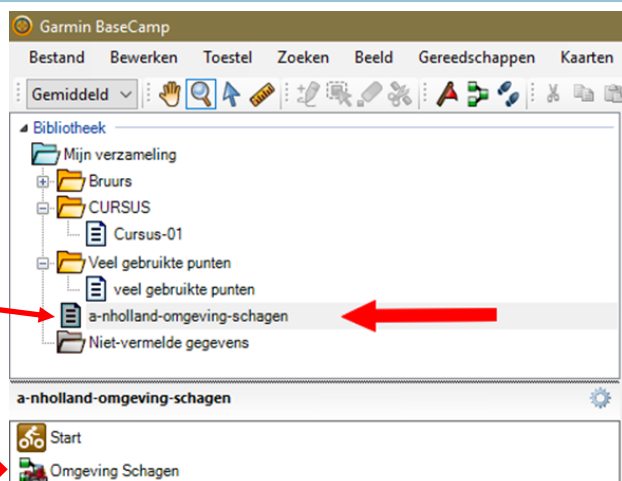 Garmin BaseCamp
Bestand Bewerken Toestel Zoeken Beeld Gereedschappen Kaarten
Gemiddeld
Bibliotheek
Mijn verzameling
Bruurs
CURSUS
Cursus-01
Veel gebruikte punten
veel gebruikte punten
a-nholland-omgeving-schagen
Niet-vermelde gegevens
a-nholland-omgeving-schagen
Start
Omgeving Schagen